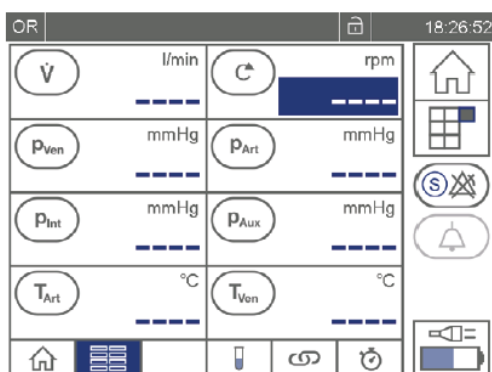 OR 18:26:52
V̇ l/min C rpm
---- ----
pVen mmHg pArt mmHg
---- ----
pInt mmHg pAux mmHg
---- ----
TArt °C TVen °C
---- ----
S